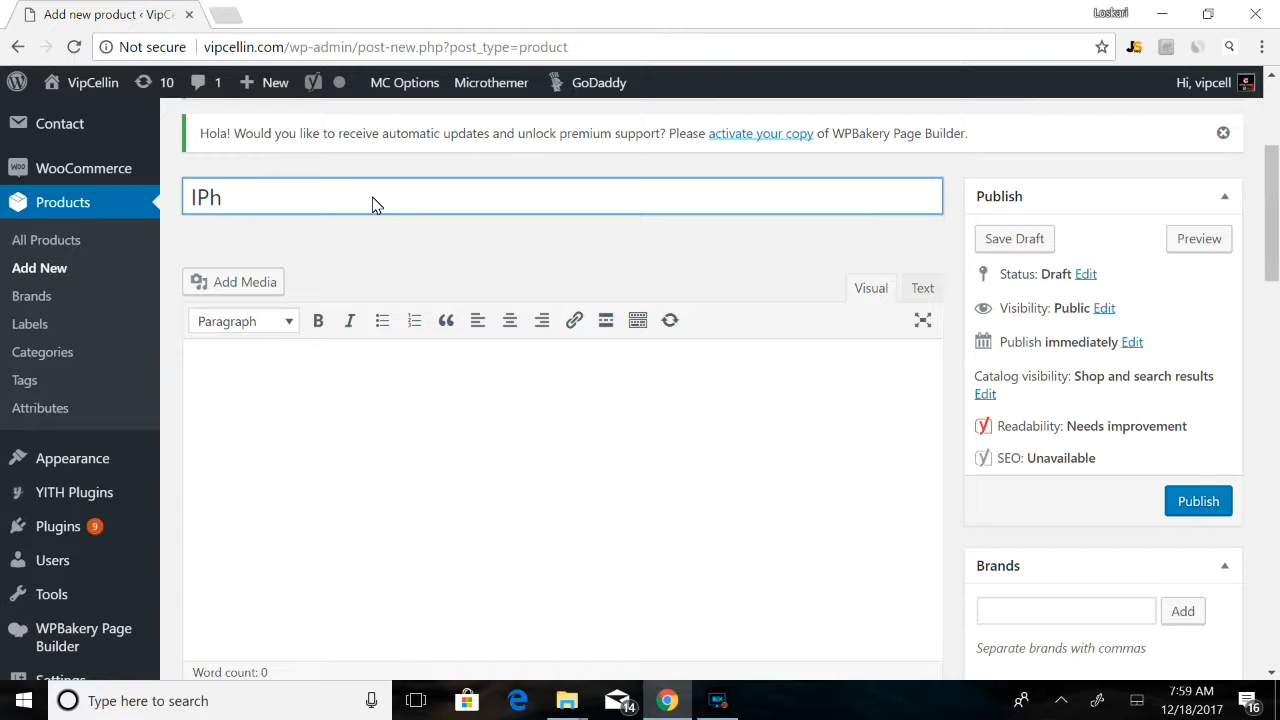 Add new product ‹ VipCe
Loskari
Not secure vipcellin.com/wp-admin/post-new.php?post_type=product
VipCellin 10 1 New MC Options Microthemer GoDaddy Hi, vipcell
Contact
WooCommerce
Products
All Products
Add New
Brands
Labels
Categories
Tags
Attributes
Appearance
YITH Plugins
Plugins 9
Users
Tools
WPBakery Page
Builder
Settings
Hola! Would you like to receive automatic updates and unlock premium support? Please activate your copy of WPBakery Page Builder.
IPh
Add Media
Visual Text
Paragraph
Word count: 0
Publish
Save Draft Preview
Status: Draft Edit
Visibility: Public Edit
Publish immediately Edit
Catalog visibility: Shop and search results
Edit
Readability: Needs improvement
SEO: Unavailable
Publish
Brands
Add
Separate brands with commas
Type here to search
14
7:59 AM
12/18/2017
16